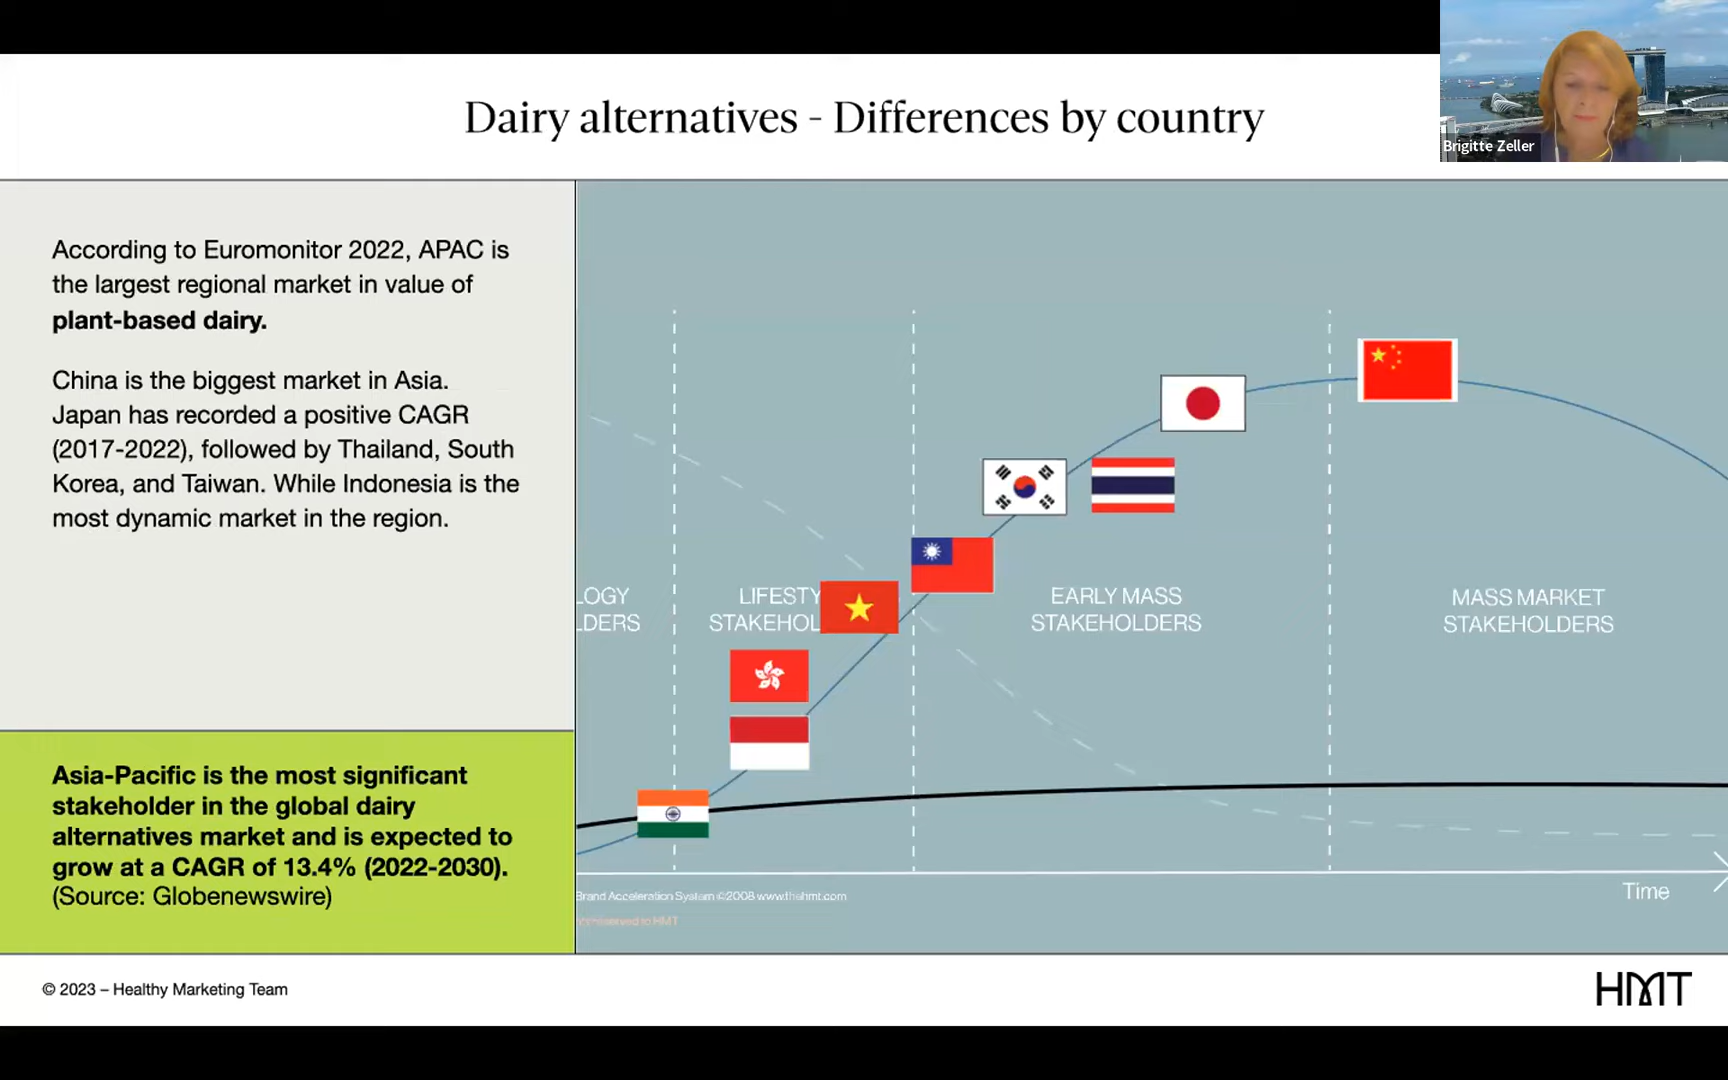 Dairy alternatives - Differences by country
Brigitte Zeller
According to Euromonitor 2022, APAC is
the largest regional market in value of
plant-based dairy.
China is the biggest market in Asia.
Japan has recorded a positive CAGR
(2017-2022), followed by Thailand, South
Korea, and Taiwan. While Indonesia is the
most dynamic market in the region.
Asia-Pacific is the most significant
stakeholder in the global dairy
alternatives market and is expected to
grow at a CAGR of 13.4% (2022-2030).
(Source: Globenewswire)
LOGY
LDERS
LIFESTY
STAKEHOL
EARLY MASS
STAKEHOLDERS
MASS MARKET
STAKEHOLDERS
Time
Brand Acceleration System ©2008 www.thehmt.com
reserved to HMT
© 2023 – Healthy Marketing Team
HMT